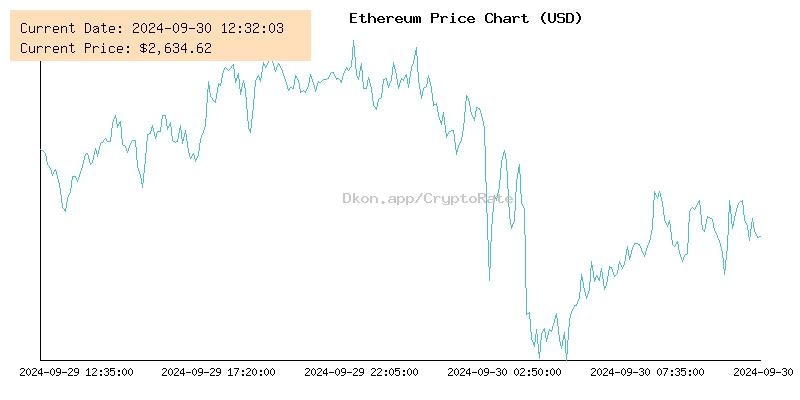 Ethereum Price Chart (USD)
Current Date: 2024-09-30 12:32:03
Current Price: $2,634.62
Dkon.app/CryptoRate
2024-09-29 12:35:00 2024-09-29 17:20:00 2024-09-29 22:05:00 2024-09-30 02:50:00 2024-09-30 07:35:00 2024-09-30